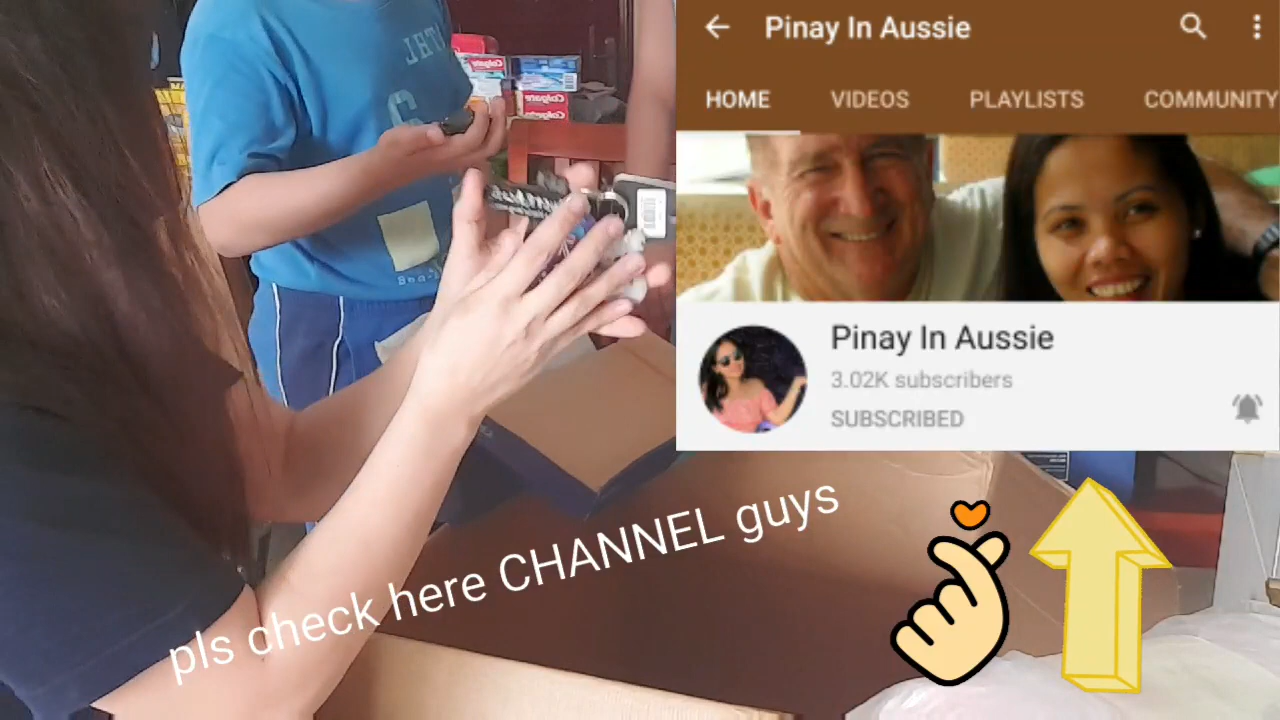 Pinay In Aussie
HOME VIDEOS PLAYLISTS COMMUNITY
Pinay In Aussie
3.02K subscribers
SUBSCRIBED
pls check here CHANNEL guys
Colgate
Colgate